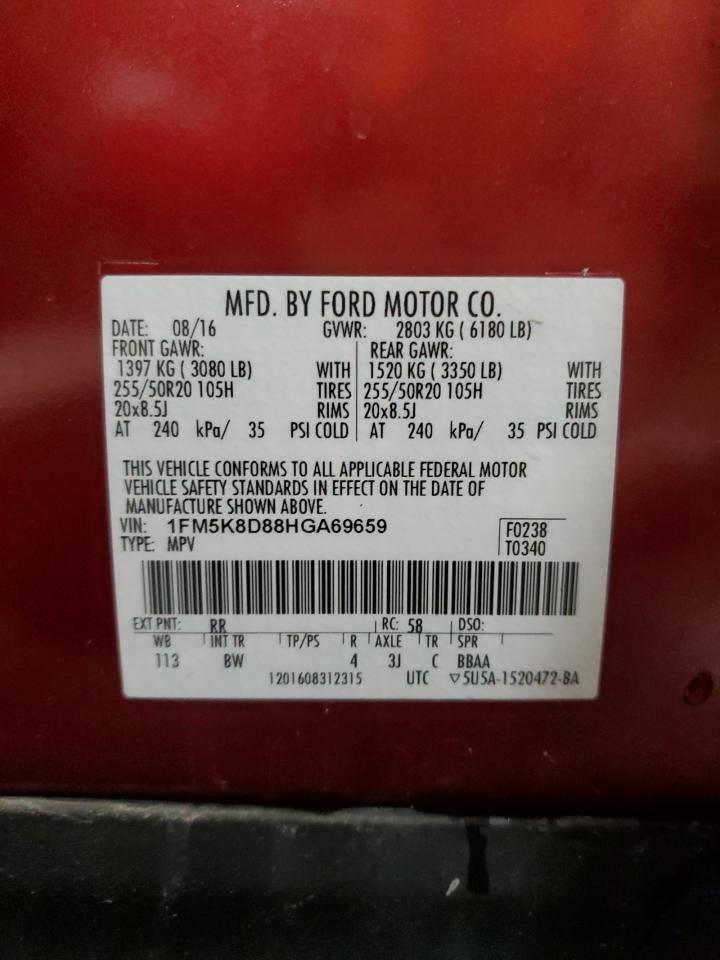 MFD. BY FORD MOTOR CO.
DATE: 08/16 GVWR: 2803 KG ( 6180 LB)
FRONT GAWR: REAR GAWR:
1397 KG ( 3080 LB) WITH 1520 KG ( 3350 LB) WITH
255/50R20 105H TIRES 255/50R20 105H TIRES
20x8.5J RIMS 20x8.5J RIMS
AT 240 kPa/ 35 PSI COLD AT 240 kPa/ 35 PSI COLD
THIS VEHICLE CONFORMS TO ALL APPLICABLE FEDERAL MOTOR
VEHICLE SAFETY STANDARDS IN EFFECT ON THE DATE OF
MANUFACTURE SHOWN ABOVE.
VIN: 1FM5K8D88HGA69659 F0238
TYPE: MPV T0340
EXT PNT: RR RC: 58 DSO:
WB INT TR TP/PS R AXLE TR SPR
113 BW 4 3J C BBAA
1201608312315 UTC ▽5U5A-1520472-BA